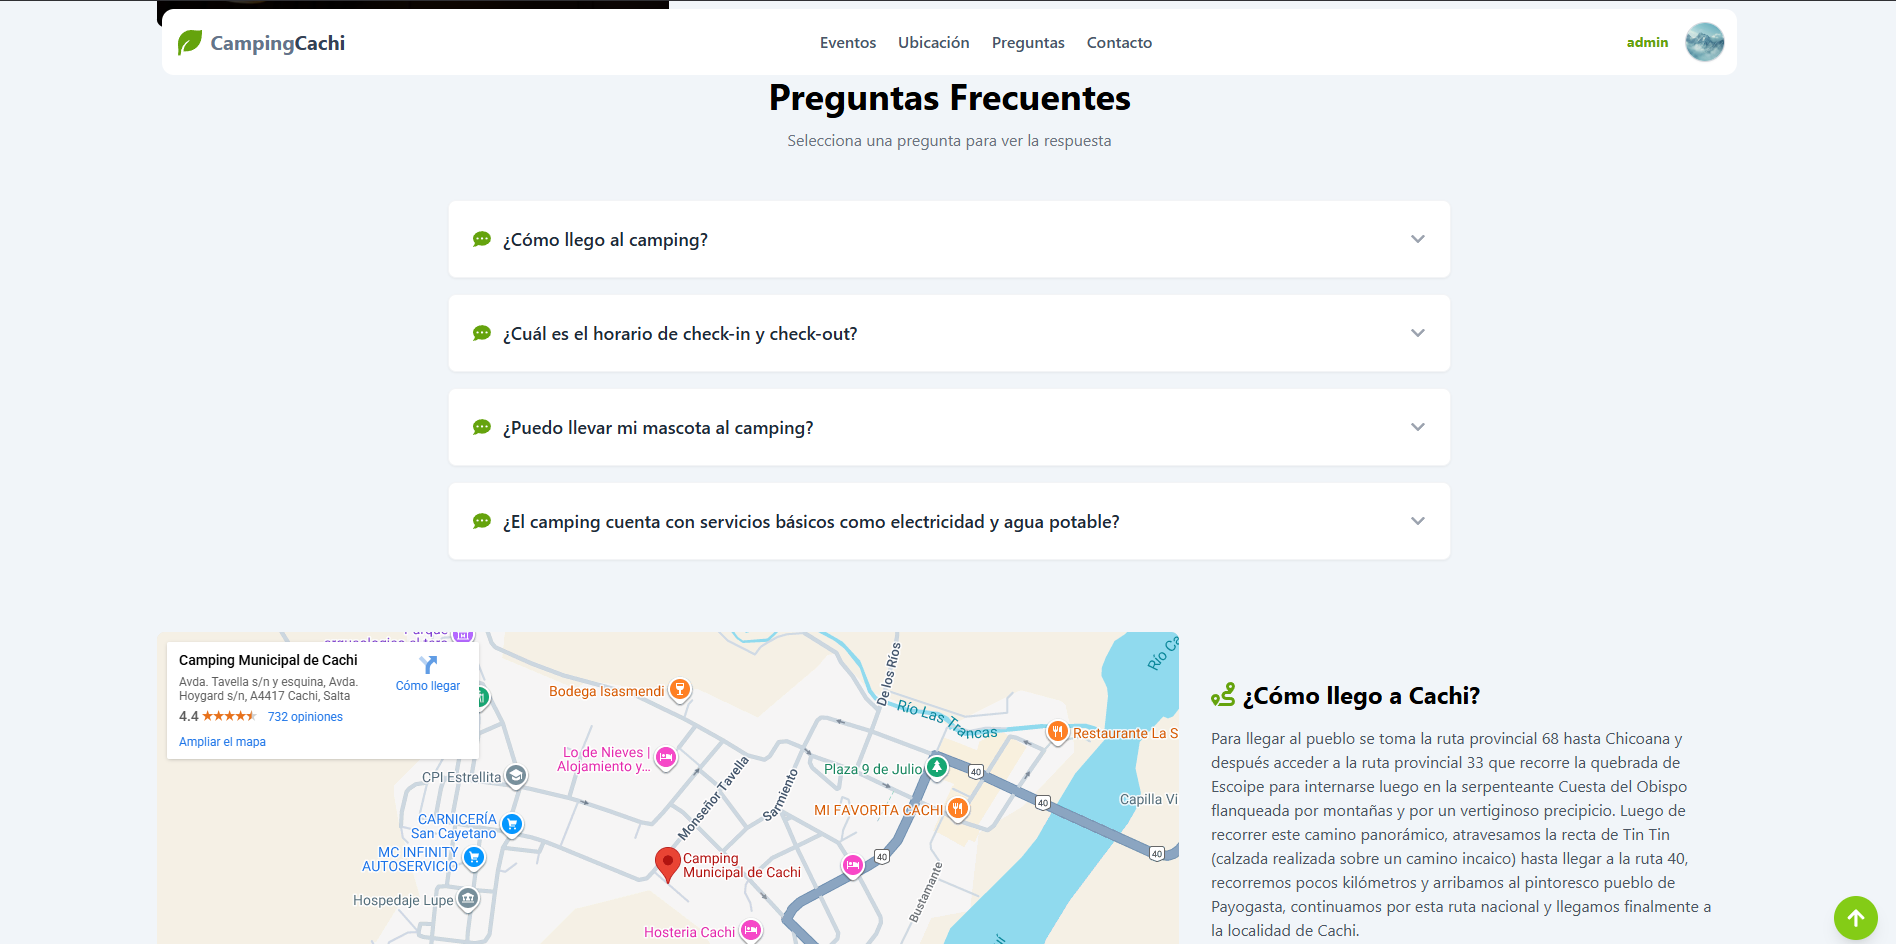 CampingCachi
Eventos Ubicación Preguntas Contacto
admin
Preguntas Frecuentes
Selecciona una pregunta para ver la respuesta
¿Cómo llego al camping?
¿Cuál es el horario de check-in y check-out?
¿Puedo llevar mi mascota al camping?
¿El camping cuenta con servicios básicos como electricidad y agua potable?
Camping Municipal de Cachi
Avda. Tavella s/n y esquina, Avda.
Hoygard s/n, A4417 Cachi, Salta
4.4
732 opiniones
Ampliar el mapa
Cómo llegar
Bodega Isasmendi
De los Ríos
Río Las Trancas
Restaurante La S
Lo de Nieves |
Alojamiento y...
Plaza 9 de Julio
40
CPI Estrellita
Monseñor Tavella
Sarmiento
MI FAVORITA CACHI
40
Capilla Vi
CARNICERÍA
San Cayetano
MC INFINITY
AUTOSERVICIO
Camping
Municipal de Cachi
40
40
Hospedaje Lupe
Bustamante
Hosteria Cachi
¿Cómo llego a Cachi?
Para llegar al pueblo se toma la ruta provincial 68 hasta Chicoana y
después acceder a la ruta provincial 33 que recorre la quebrada de
Escoipe para internarse luego en la serpenteante Cuesta del Obispo
flanqueada por montañas y por un vertiginoso precipicio. Luego de
recorrer este camino panorámico, atravesamos la recta de Tin Tin
(calzada realizada sobre un camino incaico) hasta llegar a la ruta 40,
recorremos pocos kilómetros y arribamos al pintoresco pueblo de
Payogasta, continuamos por esta ruta nacional y llegamos finalmente a
la localidad de Cachi.